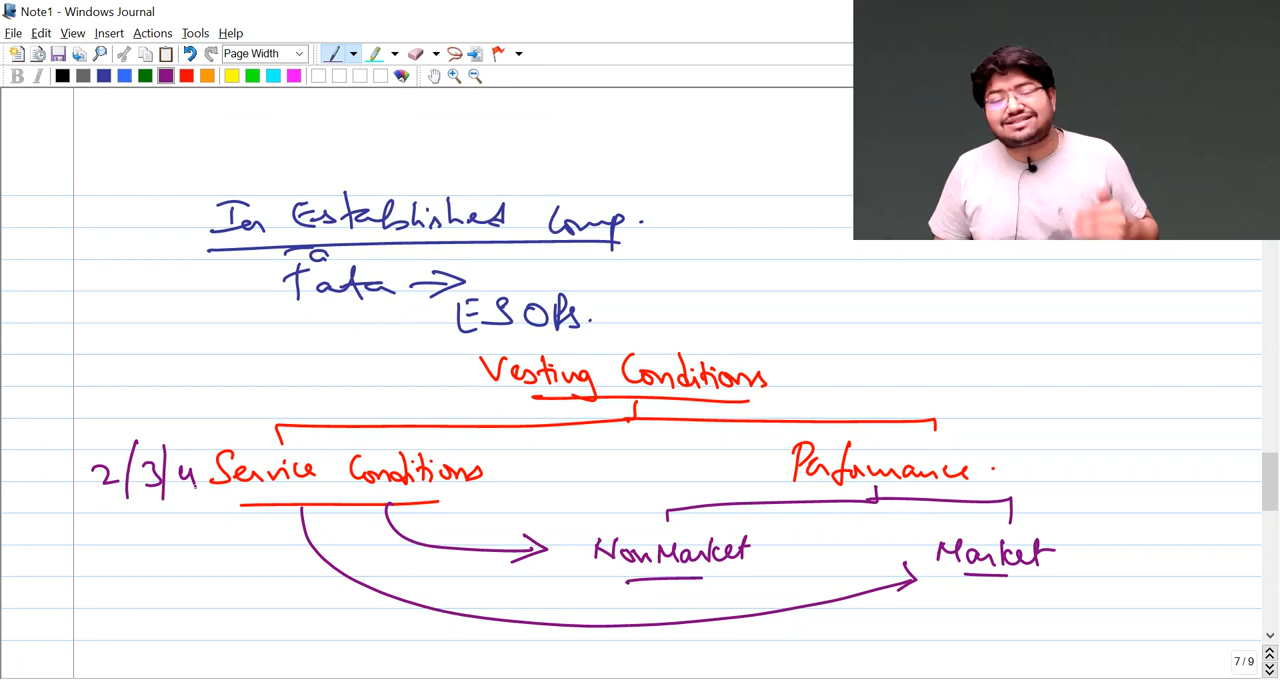 Note1 - Windows Journal
File Edit View Insert Actions Tools Help
Page Width
B I
In Established Comp.
Tata →
ESOPs.
Vesting Conditions
2/3/4 Service Conditions Performance.
NonMarket Market
7 / 9